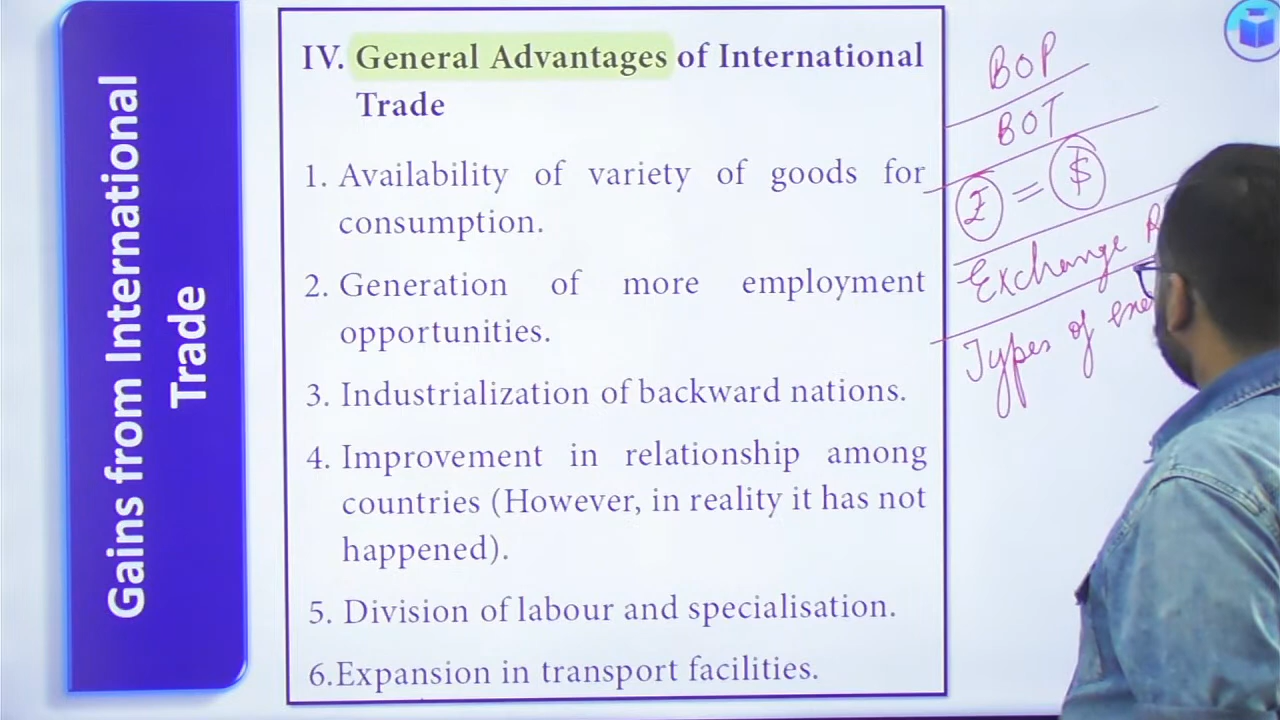 Gains from International
Trade
IV. General Advantages of International
Trade
1. Availability of variety of goods for
consumption.
2. Generation of more employment
opportunities.
3. Industrialization of backward nations.
4. Improvement in relationship among
countries (However, in reality it has not
happened).
5. Division of labour and specialisation.
6.Expansion in transport facilities.
BOP
BOT
= $
Exchange
Types of